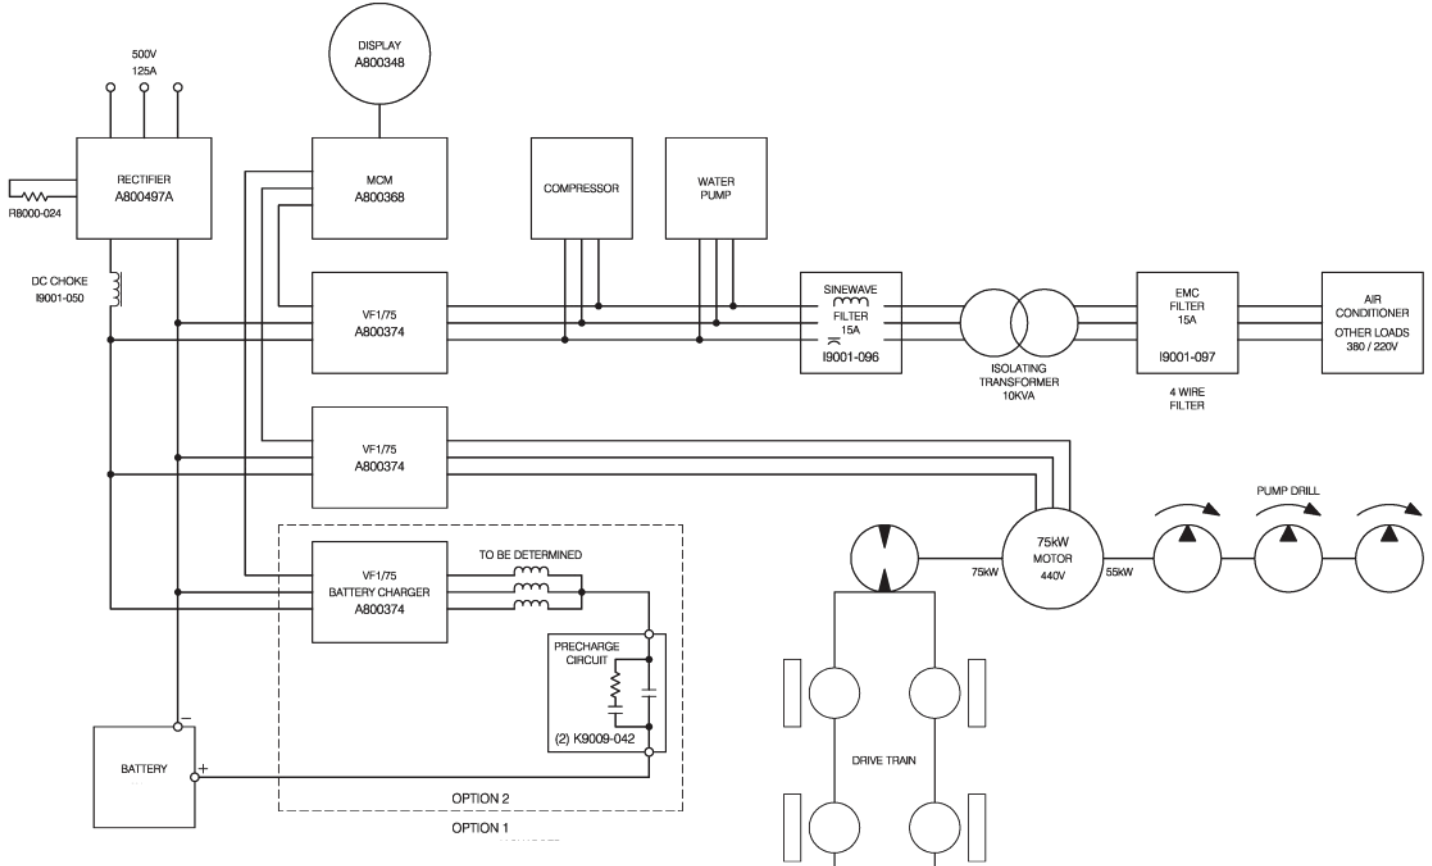 500V
125A
DISPLAY
A800348
RECTIFIER
A800497A
R8000-024
MCM
A800368
COMPRESSOR
WATER
PUMP
DC CHOKE
I9001-050
VF1/75
A800374
SINEWAVE
FILTER
15A
I9001-096
ISOLATING
TRANSFORMER
10KVA
EMC
FILTER
15A
I9001-097
4 WIRE
FILTER
AIR
CONDITIONER
OTHER LOADS
380 / 220V
VF1/75
A800374
PUMP DRILL
75kW
MOTOR
440V
75kW
55kW
TO BE DETERMINED
VF1/75
BATTERY CHARGER
A800374
PRECHARGE
CIRCUIT
(2) K9009-042
−
BATTERY
+
DRIVE TRAIN
OPTION 2
OPTION 1